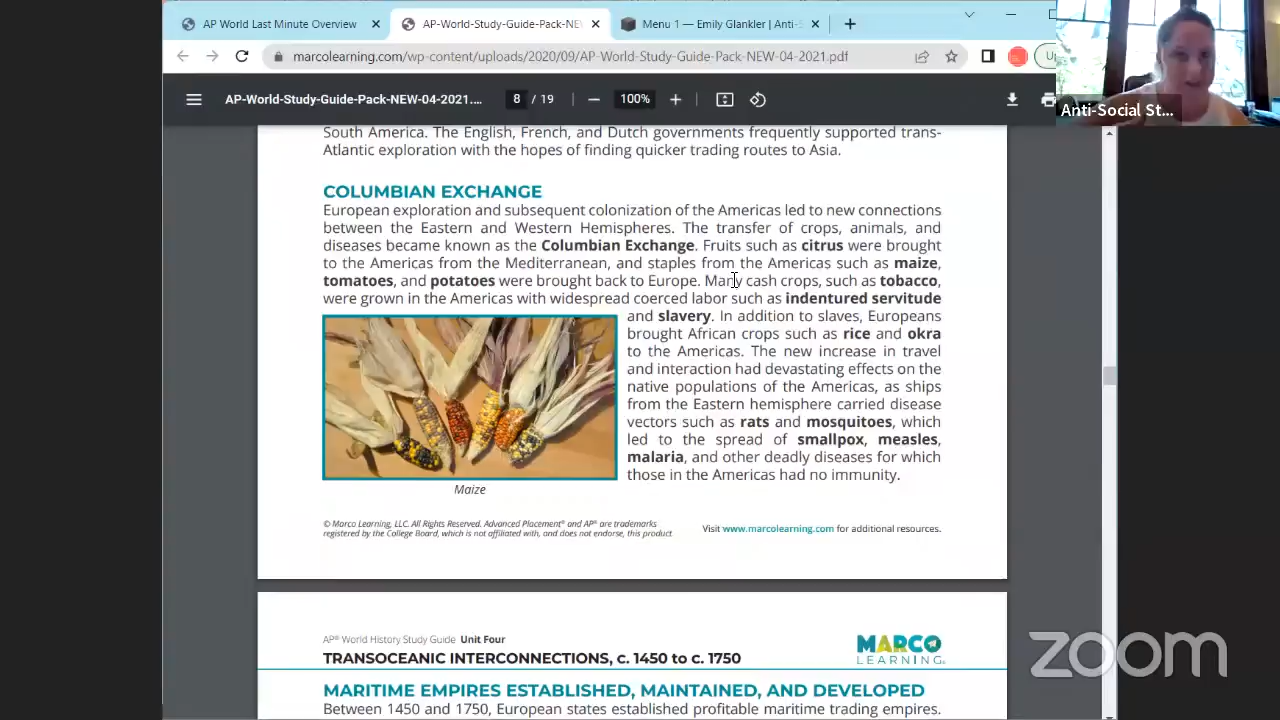 AP World Last Minute Overview
AP-World-Study-Guide-Pack-NEW
Menu 1 — Emily Glankler | Anti-S
marcolearning.com/wp-content/uploads/2020/09/AP-World-Study-Guide-Pack-NEW-04-2021.pdf
AP-World-Study-Guide-Pack-NEW-04-2021....
8 / 19
100%
Anti-Social St...
South America. The English, French, and Dutch governments frequently supported trans-
Atlantic exploration with the hopes of finding quicker trading routes to Asia.
COLUMBIAN EXCHANGE
European exploration and subsequent colonization of the Americas led to new connections
between the Eastern and Western Hemispheres. The transfer of crops, animals, and
diseases became known as the Columbian Exchange. Fruits such as citrus were brought
to the Americas from the Mediterranean, and staples from the Americas such as maize,
tomatoes, and potatoes were brought back to Europe. Many cash crops, such as tobacco,
were grown in the Americas with widespread coerced labor such as indentured servitude
and slavery. In addition to slaves, Europeans
brought African crops such as rice and okra
to the Americas. The new increase in travel
and interaction had devastating effects on the
native populations of the Americas, as ships
from the Eastern hemisphere carried disease
vectors such as rats and mosquitoes, which
led to the spread of smallpox, measles,
malaria, and other deadly diseases for which
those in the Americas had no immunity.
Maize
© Marco Learning, LLC. All Rights Reserved. Advanced Placement® and AP® are trademarks
registered by the College Board, which is not affiliated with, and does not endorse, this product.
Visit www.marcolearning.com for additional resources.
AP® World History Study Guide Unit Four
TRANSOCEANIC INTERCONNECTIONS, c. 1450 to c. 1750
MARCO
LEARNING
MARITIME EMPIRES ESTABLISHED, MAINTAINED, AND DEVELOPED
Between 1450 and 1750, European states established profitable maritime trading empires.
zoom